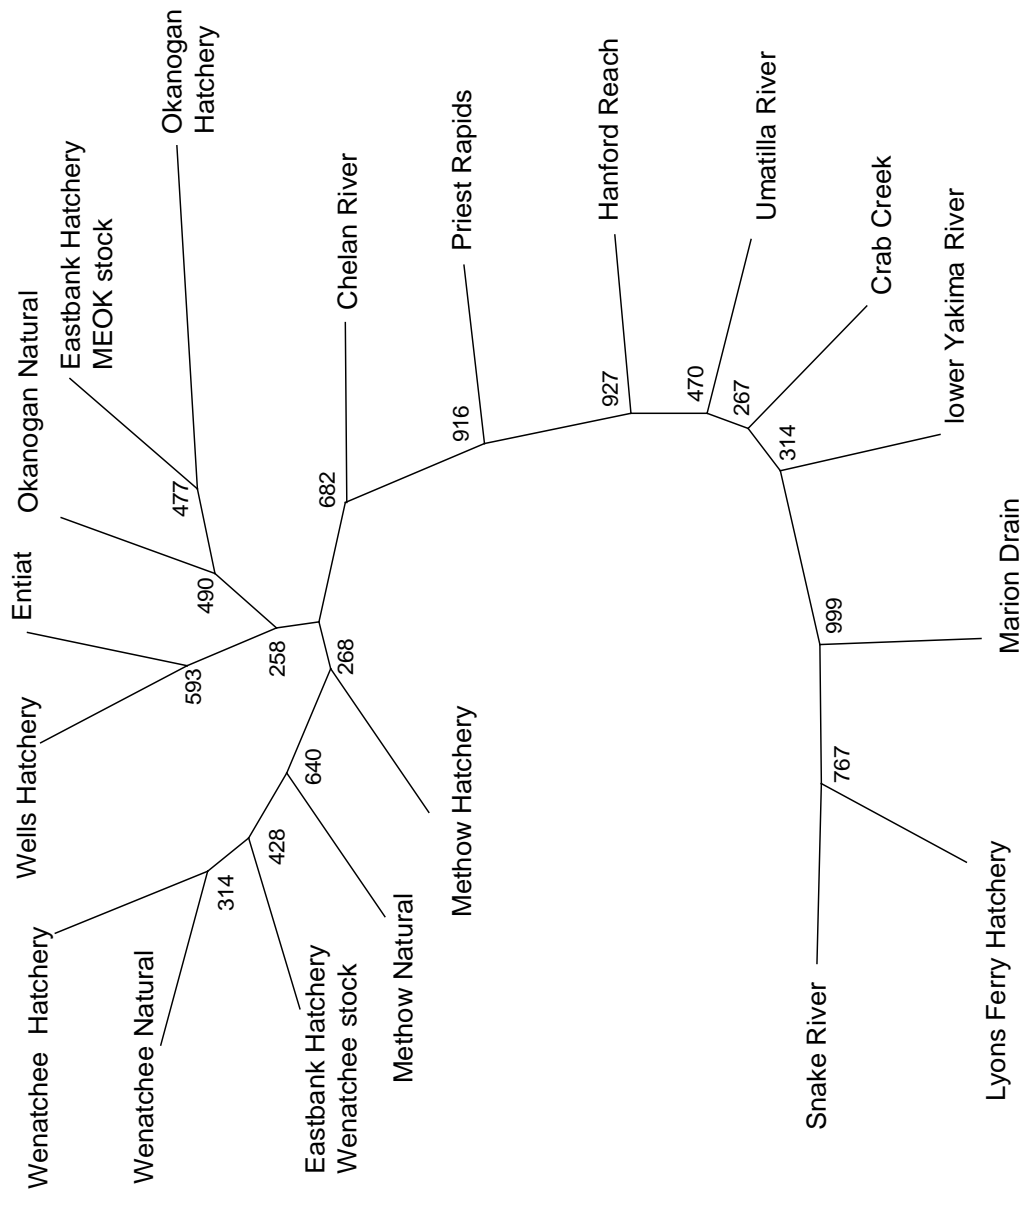 Okanogan
Hatchery
Eastbank Hatchery
MEOK stock
Okanogan Natural
Entiat
Wells Hatchery
Wenatchee Hatchery
Wenatchee Natural
Eastbank Hatchery
Wenatchee stock
Methow Natural
Methow Hatchery
Chelan River
Priest Rapids
Hanford Reach
Umatilla River
Crab Creek
lower Yakima River
Marion Drain
Lyons Ferry Hatchery
Snake River
477
490
593
258
268
640
428
314
682
916
927
470
267
314
999
767